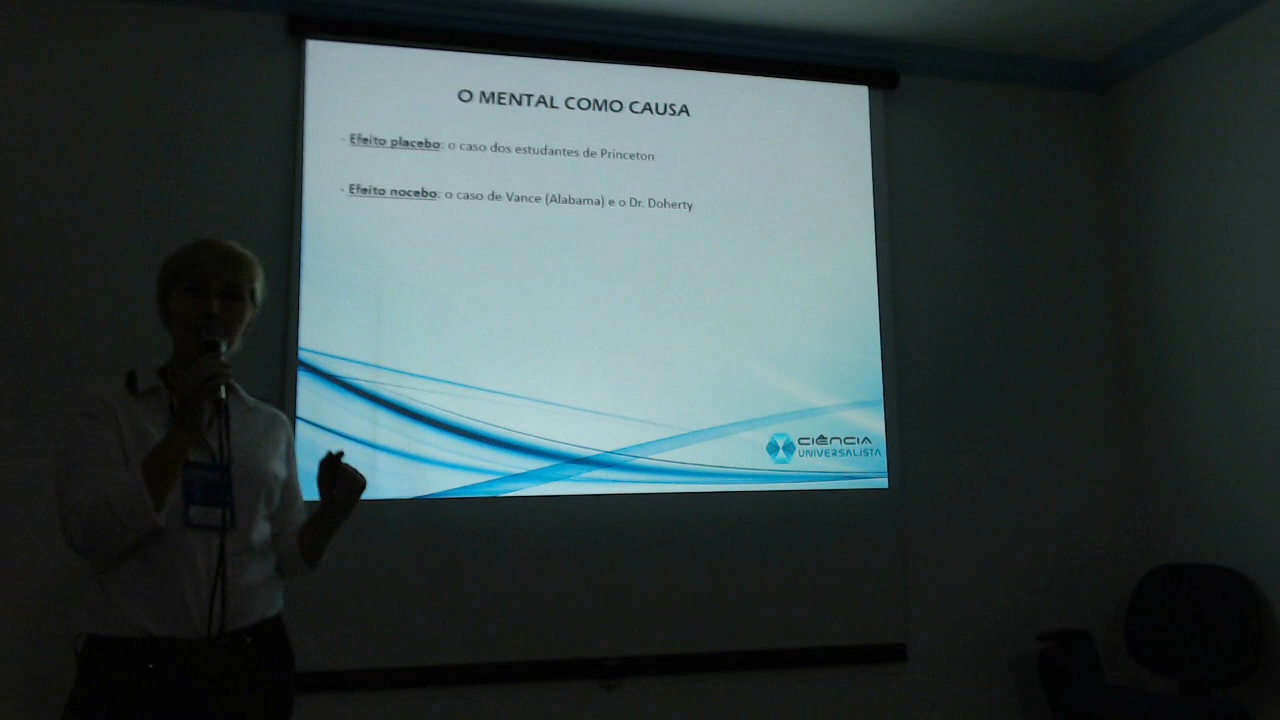 O MENTAL COMO CAUSA
- Efeito placebo: o caso dos estudantes de Princeton
- Efeito nocebo: o caso de Vance (Alabama) e o Dr. Doherty
CIÊNCIA
UNIVERSALISTA